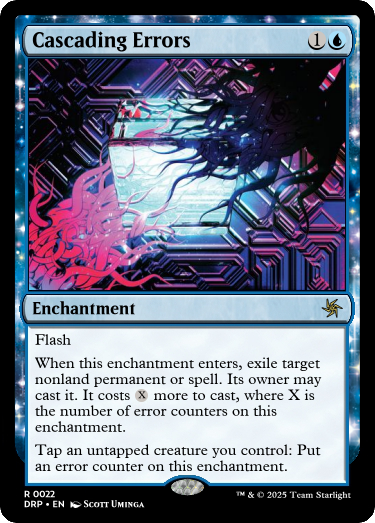 Cascading Errors 1
Enchantment
Flash
When this enchantment enters, exile target
nonland permanent or spell. Its owner may
cast it. It costs X more to cast, where X is
the number of error counters on this
enchantment.
Tap an untapped creature you control: Put
an error counter on this enchantment.
R 0022
DRP • EN Scott Uminga
™ & © 2025 Team Starlight